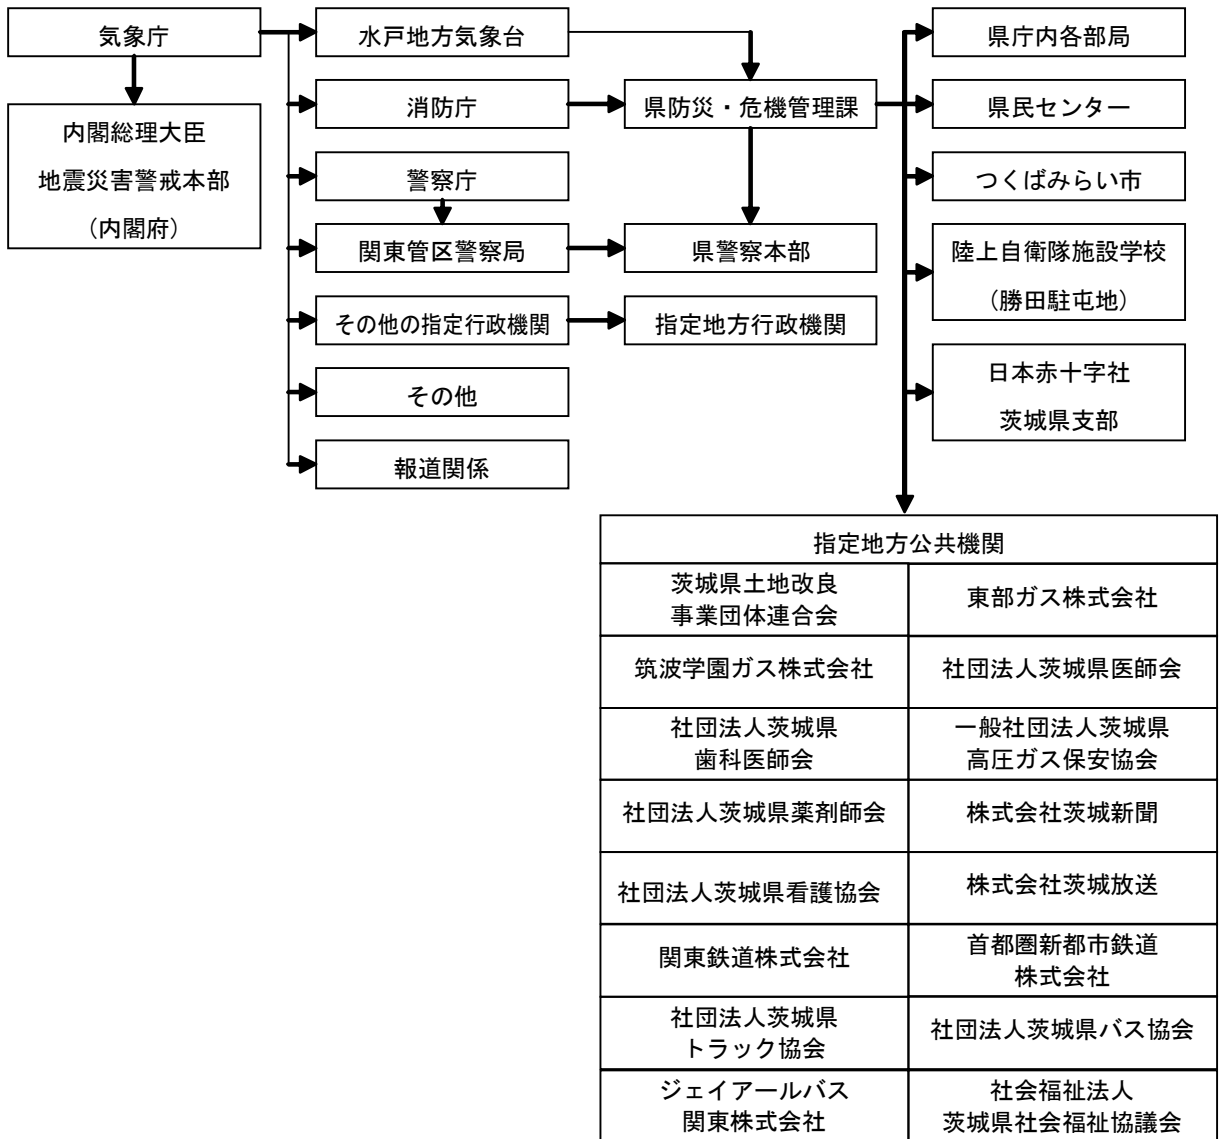 気象庁
内閣総理大臣
地震災害警戒本部
（内閣府）
水戸地方気象台
消防庁
警察庁
関東管区警察局
その他の指定行政機関
その他
報道関係
県防災・危機管理課
県警察本部
指定地方行政機関
県庁内各部局
県民センター
つくばみらい市
陸上自衛隊施設学校
（勝田駐屯地）
日本赤十字社
茨城県支部
指定地方公共機関
茨城県土地改良
事業団体連合会
東部ガス株式会社
筑波学園ガス株式会社
社団法人茨城県医師会
社団法人茨城県
歯科医師会
一般社団法人茨城県
高圧ガス保安協会
社団法人茨城県薬剤師会
株式会社茨城新聞
社団法人茨城県看護協会
株式会社茨城放送
関東鉄道株式会社
首都圏新都市鉄道
株式会社
社団法人茨城県
トラック協会
社団法人茨城県バス協会
ジェイアールバス
関東株式会社
社会福祉法人
茨城県社会福祉協議会